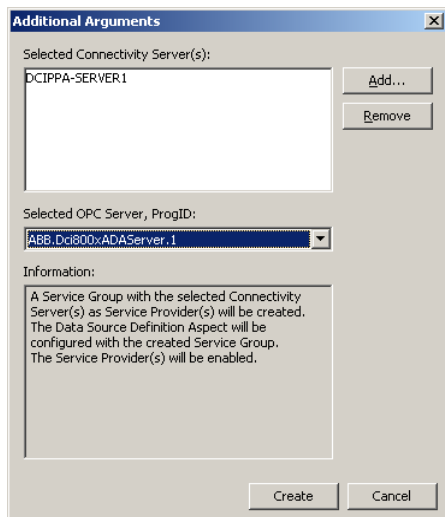 Additional Arguments
Selected Connectivity Server(s):
DCIPPA-SERVER1
Add...
Remove
Selected OPC Server, ProgID:
ABB.Dci800xADAServer.1
Information:
A Service Group with the selected Connectivity
Server(s) as Service Provider(s) will be created.
The Data Source Definition Aspect will be
configured with the created Service Group.
The Service Provider(s) will be enabled.
Create
Cancel